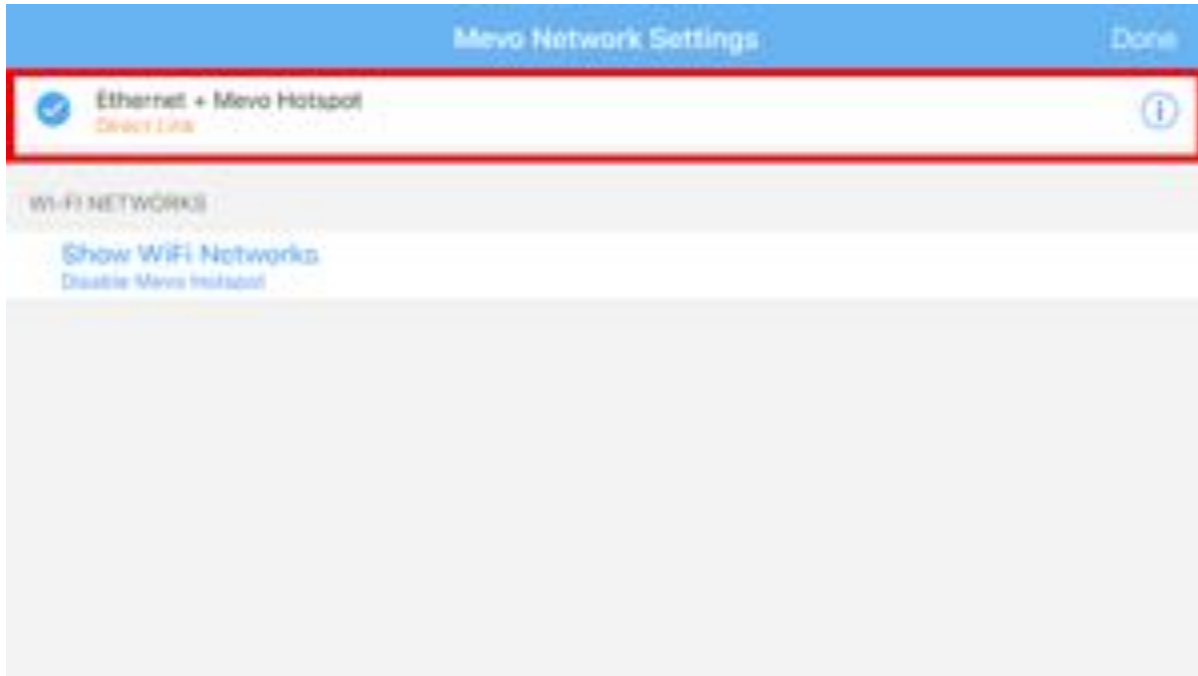 Mevo Network Settings
Done
Ethernet + Mevo Hotspot
Direct Link
WI-FI NETWORKS
Show WiFi Networks
Disable Mevo Hotspot